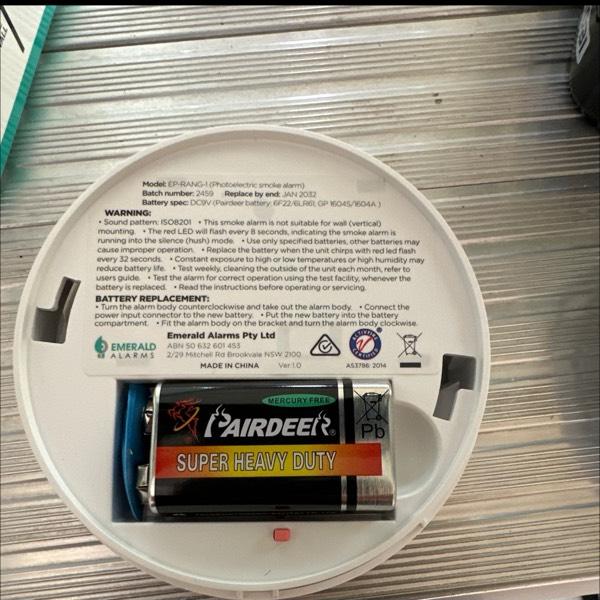 Model: EP-RANG-1 (Photoelectric smoke alarm)
Batch number: 2459 Replace by end: JAN 2032
Battery spec: DC9V (Pairdeer battery: 6F22/6LR61, GP 1604S/1604A )
WARNING:
• Sound pattern: ISO8201 • This smoke alarm is not suitable for wall (vertical)
mounting. • The red LED will flash every 8 seconds, indicating the smoke alarm is
running into the silence (hush) mode. • Use only specified batteries, other batteries may
cause improper operation. • Replace the battery when the unit chirps with red led flash
every 32 seconds. • Constant exposure to high or low temperatures or high humidity may
reduce battery life. • Test weekly, cleaning the outside of the unit each month, refer to
users guide. • Test the alarm for correct operation using the test facility, whenever the
battery is replaced. • Read the instructions before operating or servicing.
BATTERY REPLACEMENT:
• Turn the alarm body counterclockwise and take out the alarm body. • Connect the
power input connector to the new battery. • Put the new battery into the battery
compartment. • Fit the alarm body on the bracket and turn the alarm body clockwise.
EMERALD
ALARMS
Emerald Alarms Pty Ltd
ABN 50 632 601 453
2/29 Mitchell Rd Brookvale NSW 2100
MADE IN CHINA Ver:1.0
AS3786: 2014
MERCURY FREE
PAIRDEER
SUPER HEAVY DUTY
Pb